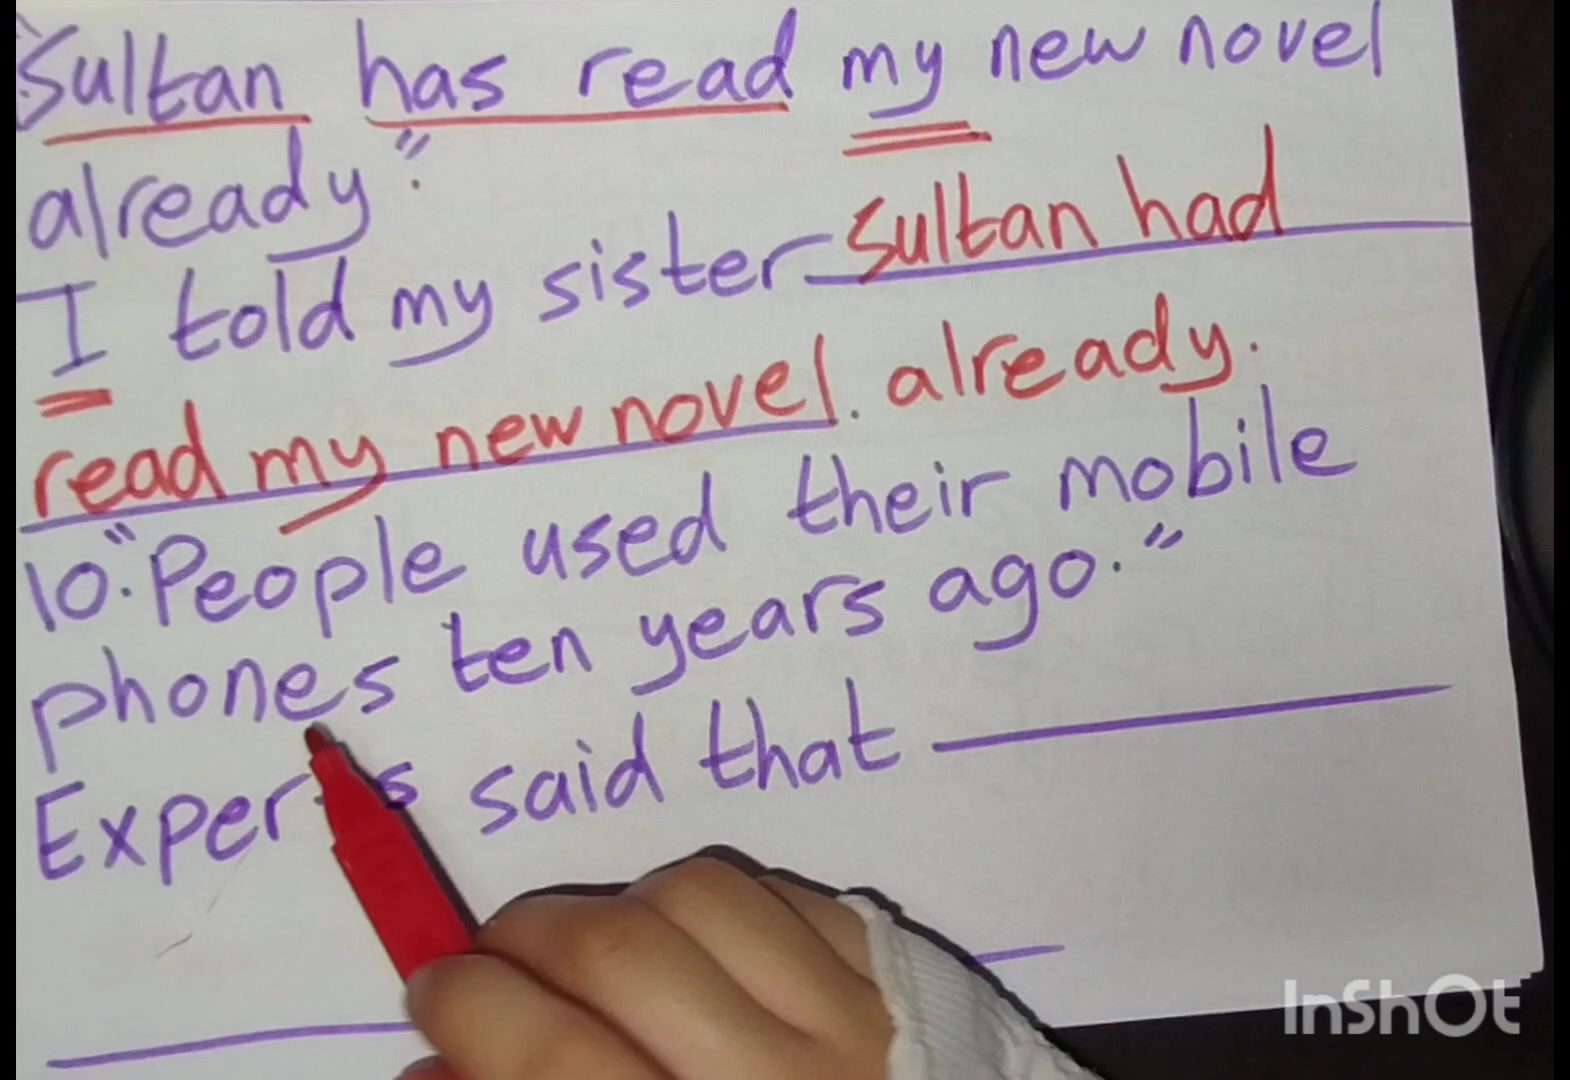 "Sultan has read my new novel
already."
I told my sister Sultan had
read my new novel. already.
10. "People used their mobile
phones ten years ago."
Experts said that
InShOt